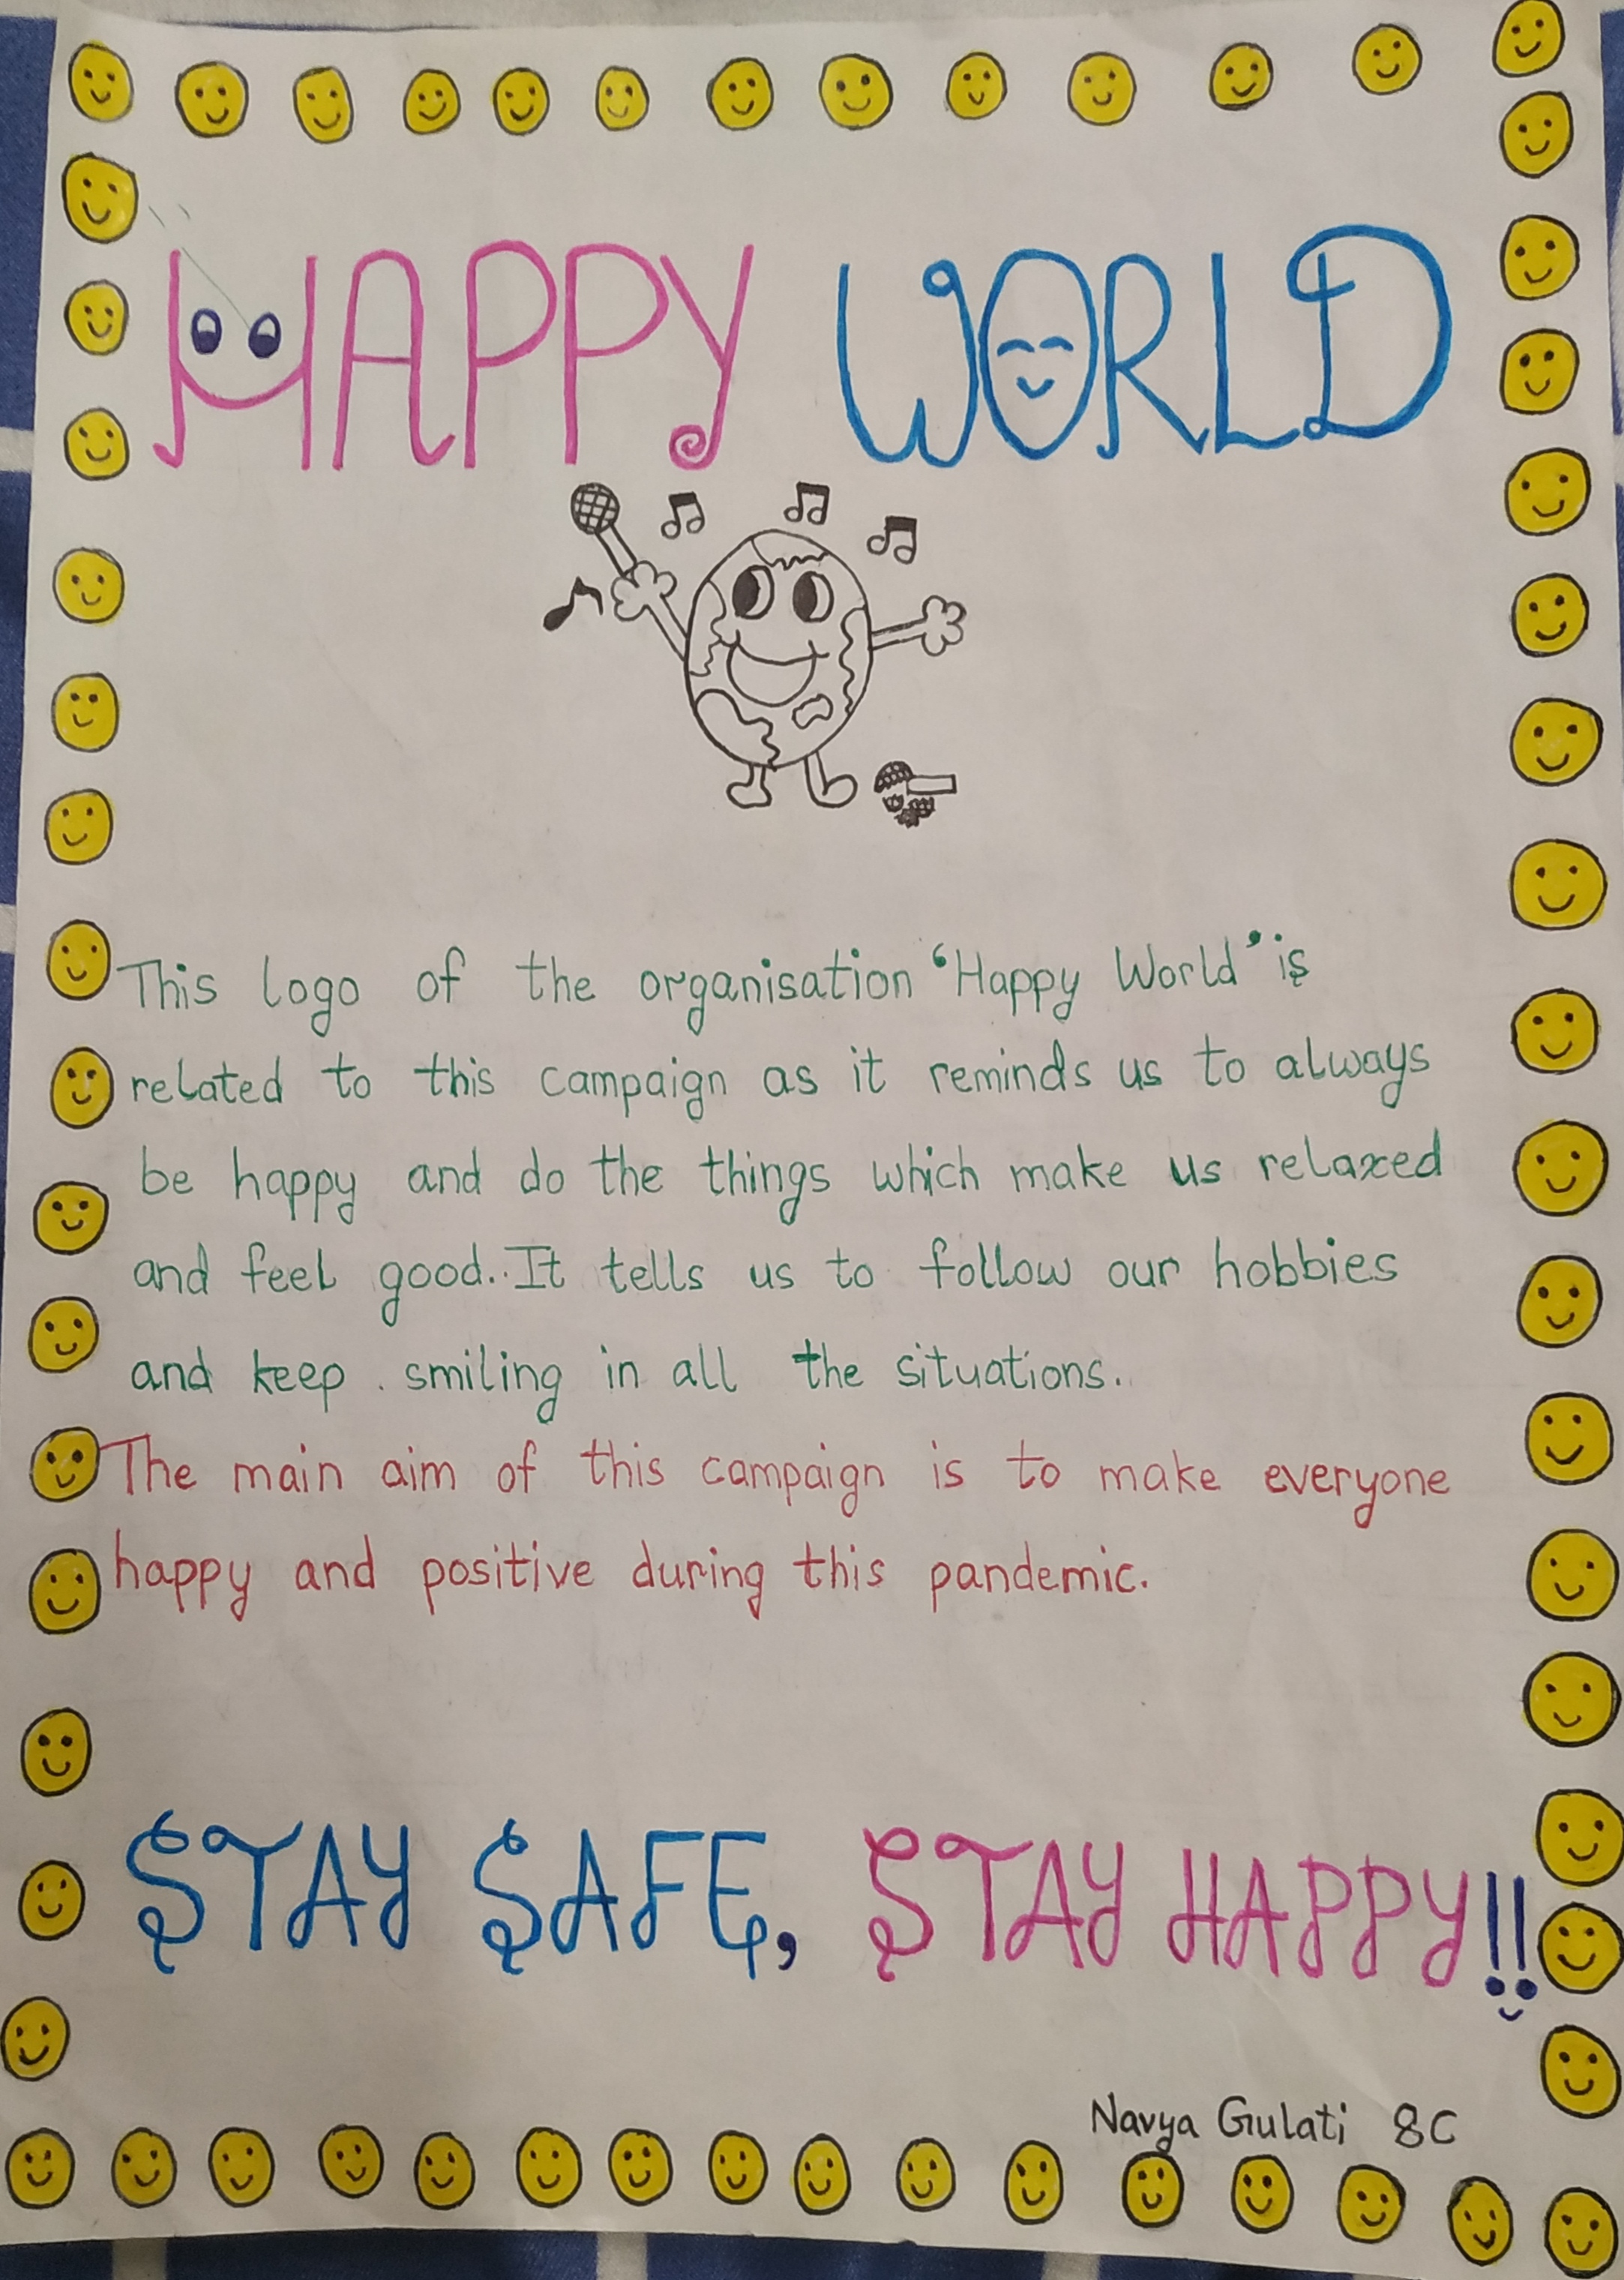 HAPPY WORLD
This logo of the organisation ‘Happy World’ is
related to this campaign as it reminds us to always
be happy and do the things which make us relaxed
and feel good. It tells us to follow our hobbies
and keep smiling in all the situations.
The main aim of this campaign is to make everyone
happy and positive during this pandemic.
STAY SAFE, STAY HAPPY!!
Navya Gulati 8C